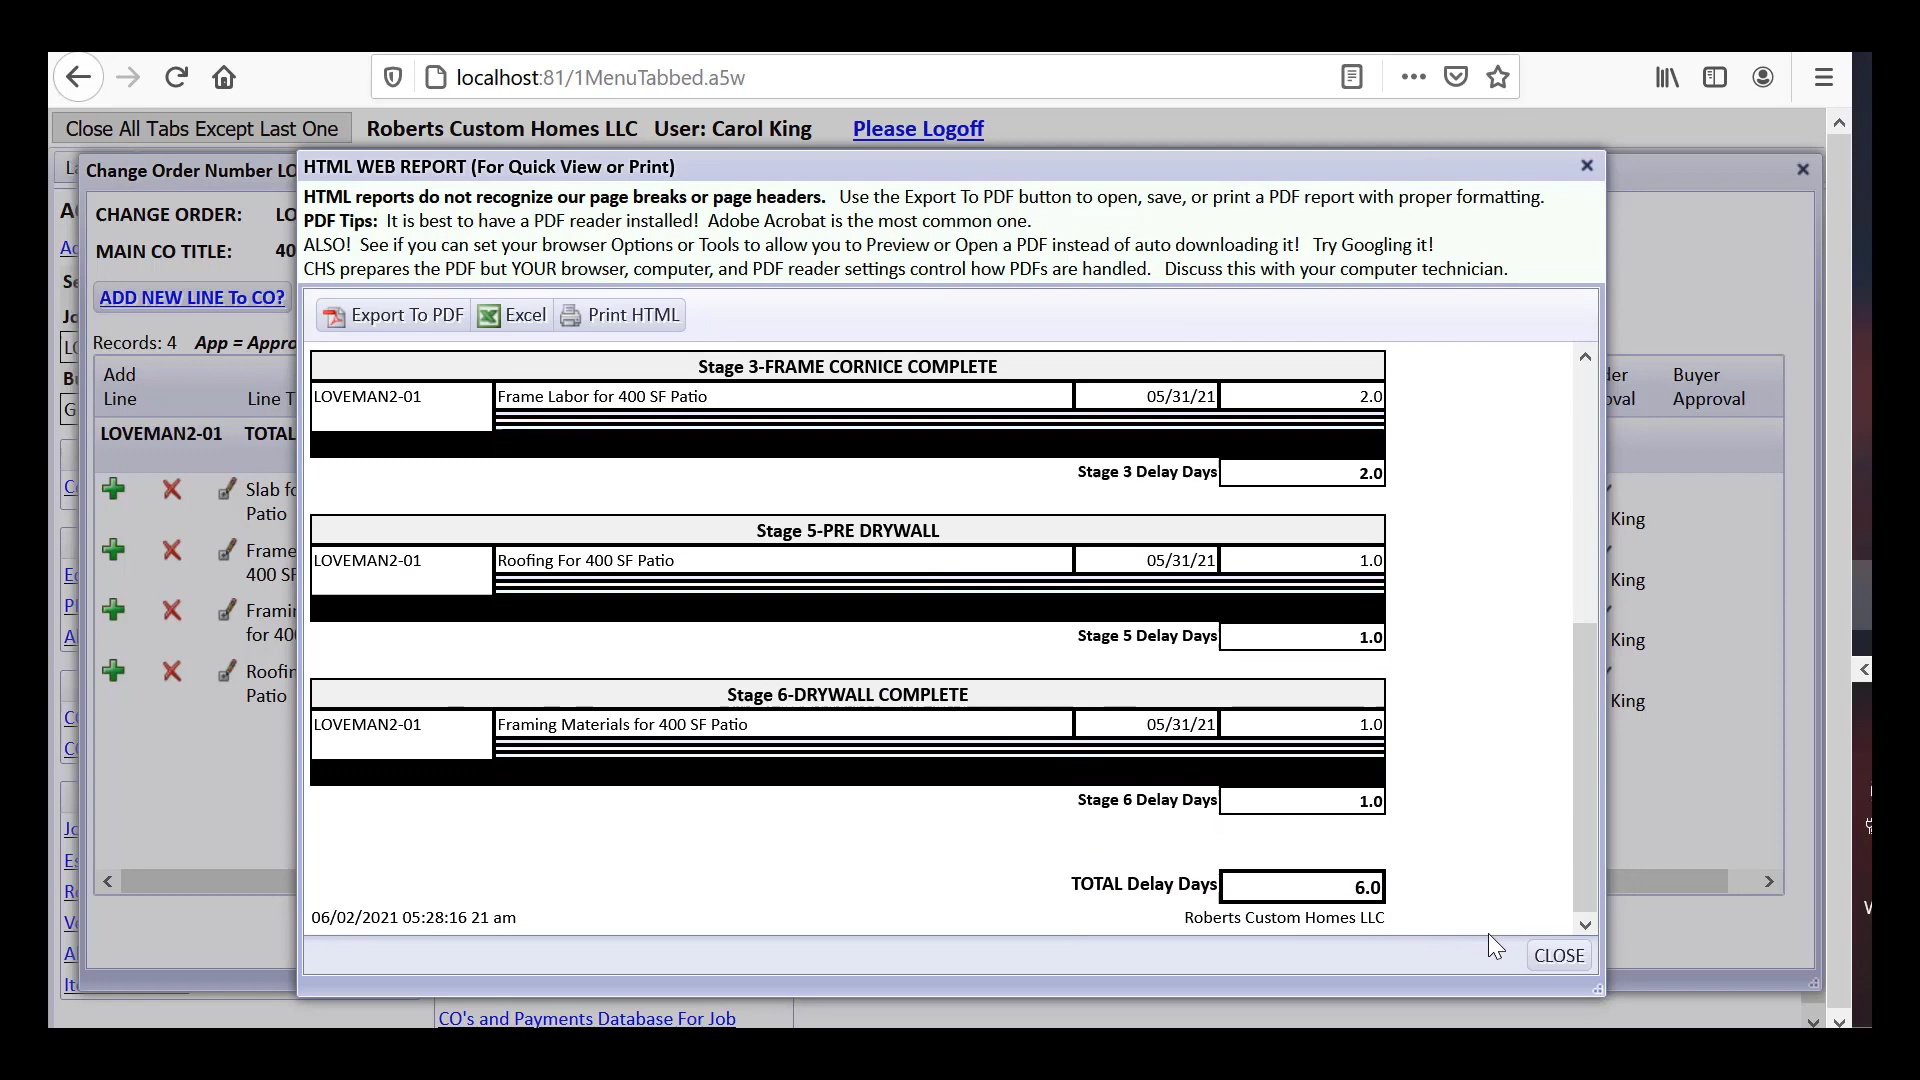 localhost:81/1MenuTabbed.a5w
Close All Tabs Except Last One
Roberts Custom Homes LLC User: Carol King
Please Logoff
Change Order Number LO
CHANGE ORDER: LO
MAIN CO TITLE: 40
ADD NEW LINE To CO?
Records: 4 App = Appro
Add
Line
Line T
LOVEMAN2-01 TOTAL
Slab fo
Patio
Frame
400 SF
Framin
for 400
Roofin
Patio
HTML WEB REPORT (For Quick View or Print)
HTML reports do not recognize our page breaks or page headers. Use the Export To PDF button to open, save, or print a PDF report with proper formatting.
PDF Tips: It is best to have a PDF reader installed! Adobe Acrobat is the most common one.
ALSO! See if you can set your browser Options or Tools to allow you to Preview or Open a PDF instead of auto downloading it! Try Googling it!
CHS prepares the PDF but YOUR browser, computer, and PDF reader settings control how PDFs are handled. Discuss this with your computer technician.
Export To PDF Excel Print HTML
Stage 3-FRAME CORNICE COMPLETE
LOVEMAN2-01 Frame Labor for 400 SF Patio 05/31/21 2.0
Stage 3 Delay Days 2.0
Stage 5-PRE DRYWALL
LOVEMAN2-01 Roofing For 400 SF Patio 05/31/21 1.0
Stage 5 Delay Days 1.0
Stage 6-DRYWALL COMPLETE
LOVEMAN2-01 Framing Materials for 400 SF Patio 05/31/21 1.0
Stage 6 Delay Days 1.0
TOTAL Delay Days 6.0
06/02/2021 05:28:16 21 am Roberts Custom Homes LLC
CLOSE
Buyer
Approval
King
King
King
King
CO's and Payments Database For Job